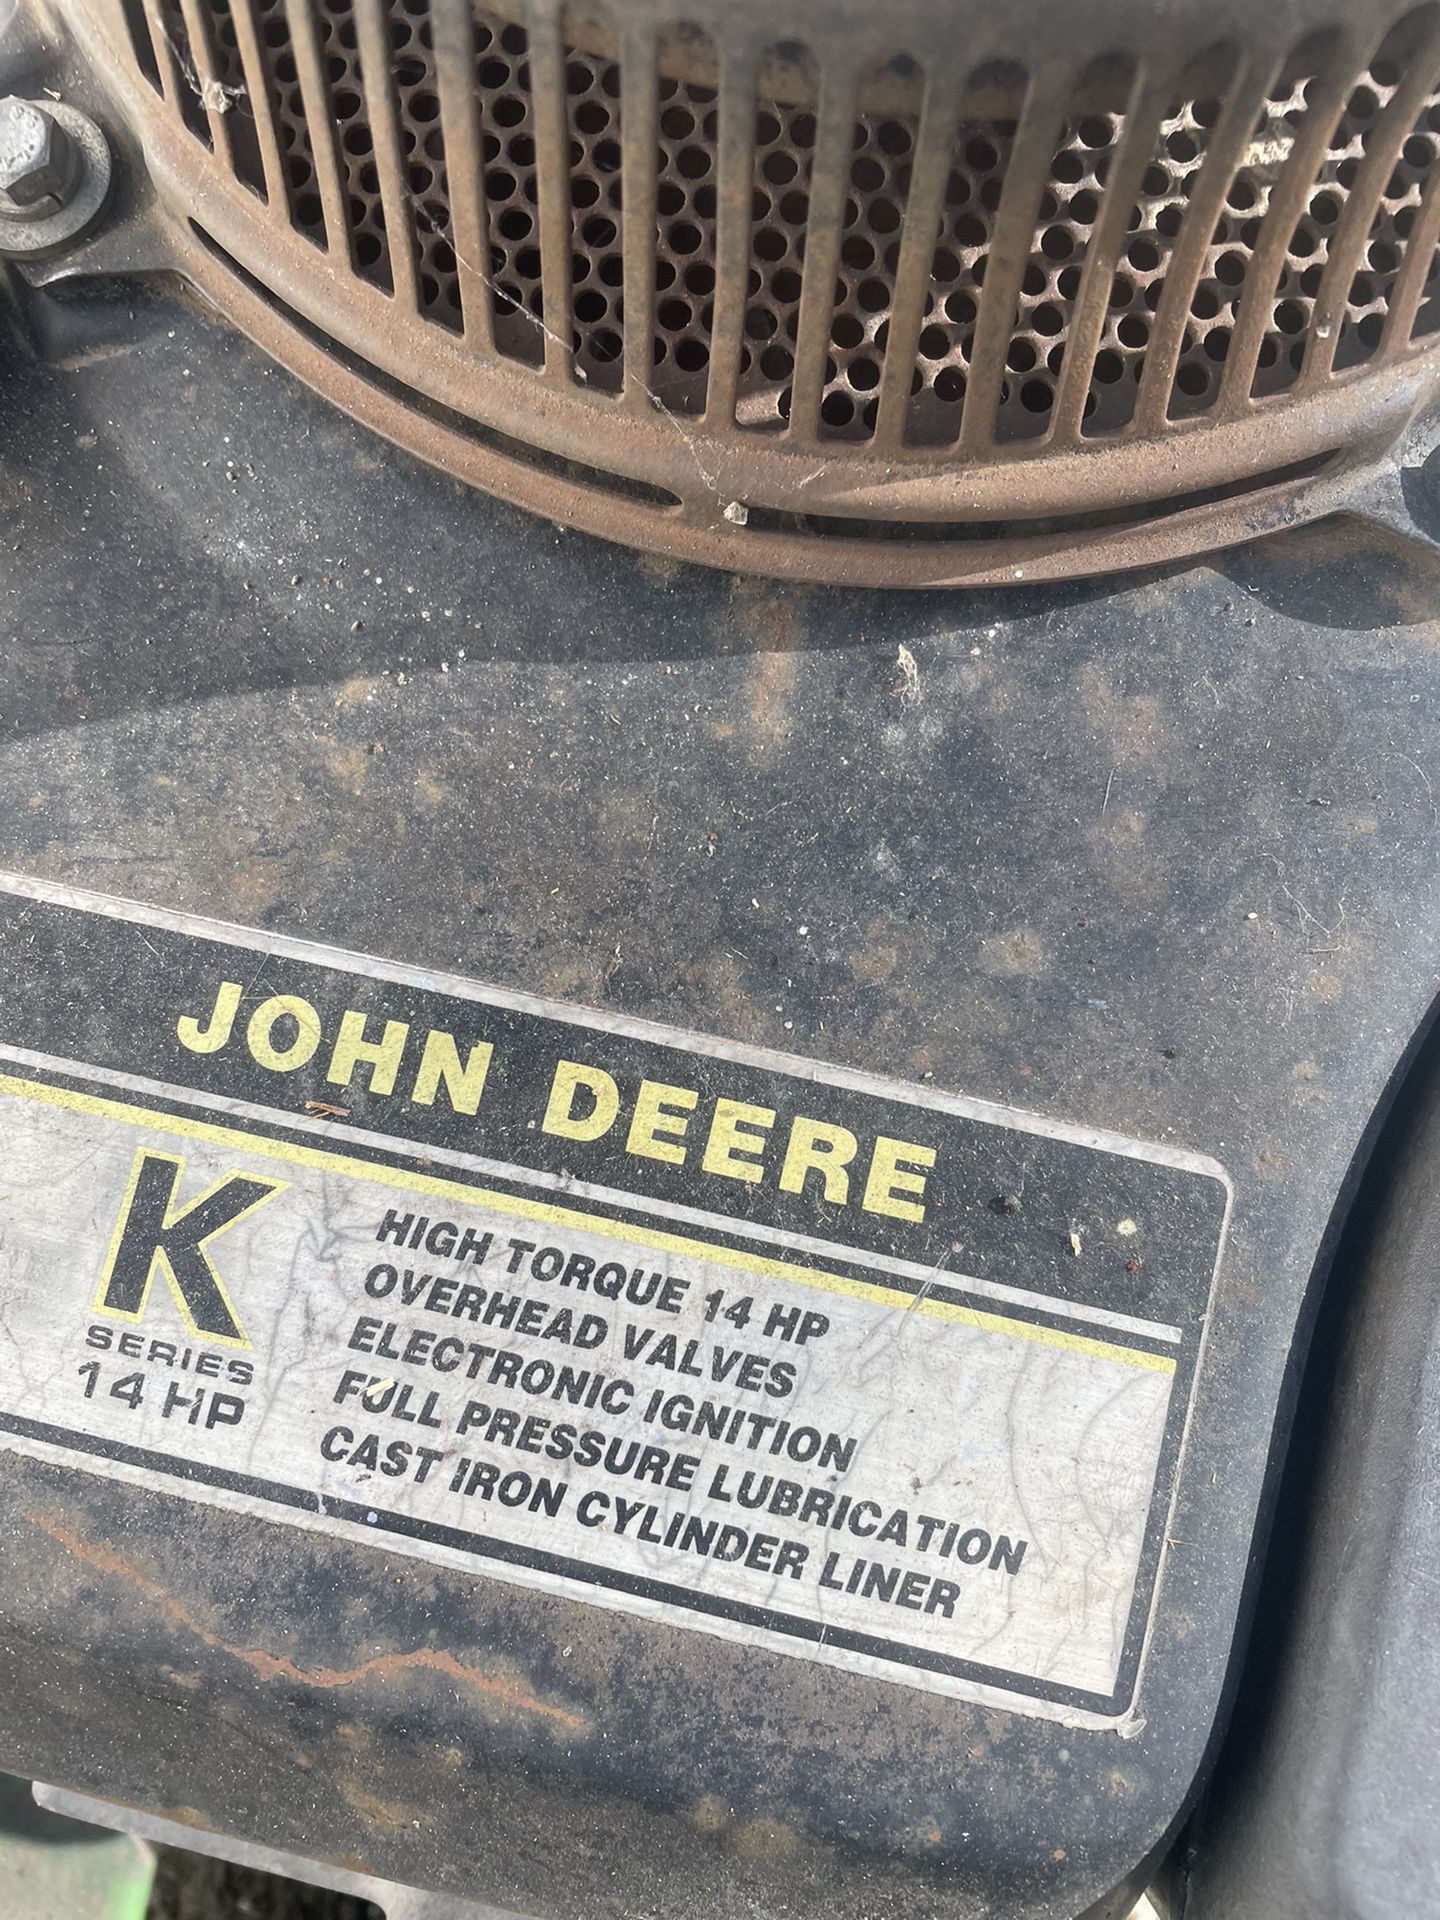 JOHN DEERE
K
SERIES
14 HP
HIGH TORQUE 14 HP
OVERHEAD VALVES
ELECTRONIC IGNITION
FULL PRESSURE LUBRICATION
CAST IRON CYLINDER LINER